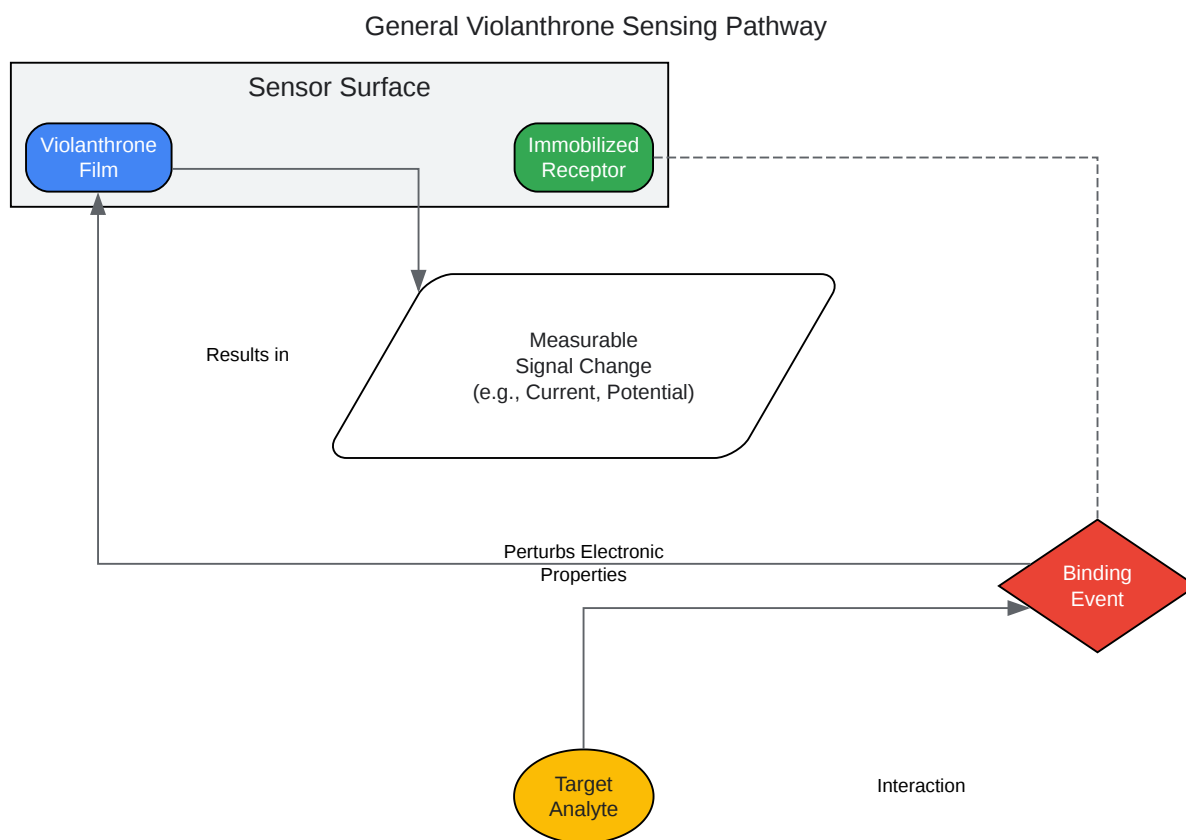 General Violanthrone Sensing Pathway
Sensor Surface
Violanthrone
Film
Immobilized
Receptor
Measurable
Signal Change
(e.g., Current, Potential)
Results in
Perturbs Electronic
Properties
Binding
Event
Target
Analyte
Interaction